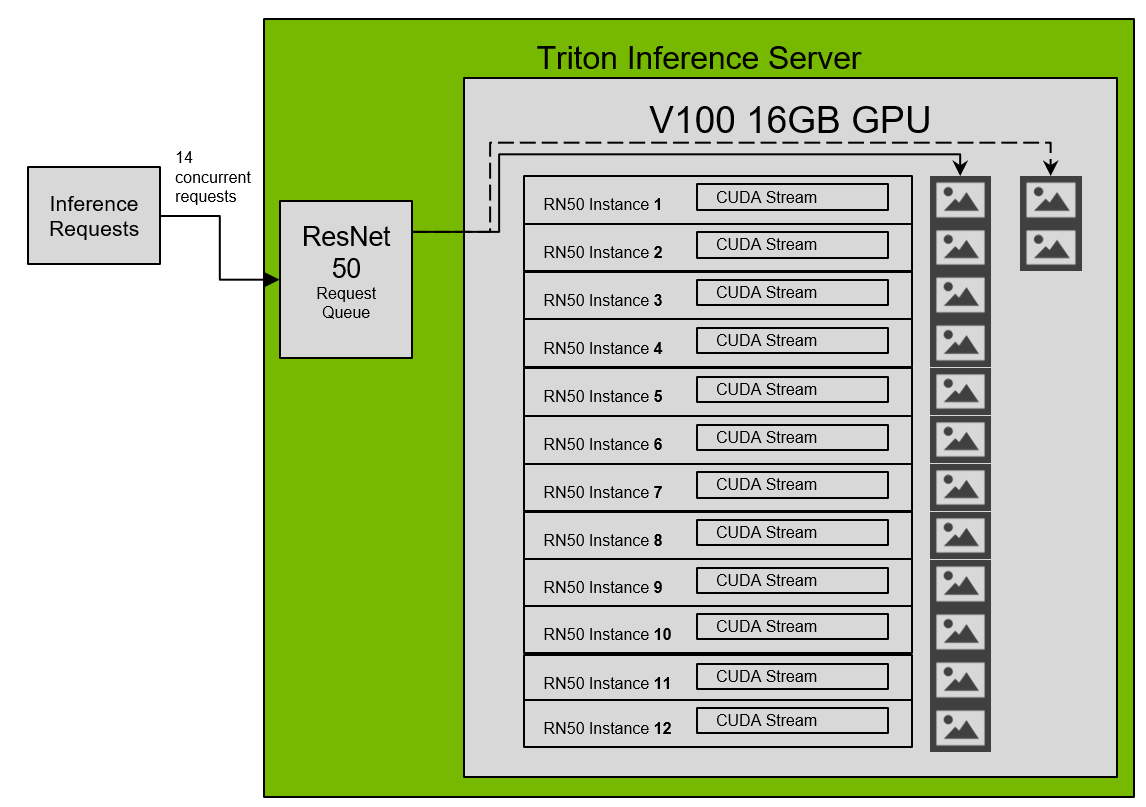 Triton Inference Server
V100 16GB GPU
14
concurrent
requests
Inference
Requests
ResNet
50
Request
Queue
RN50 Instance 1
CUDA Stream
RN50 Instance 2
CUDA Stream
RN50 Instance 3
CUDA Stream
RN50 Instance 4
CUDA Stream
RN50 Instance 5
CUDA Stream
RN50 Instance 6
CUDA Stream
RN50 Instance 7
CUDA Stream
RN50 Instance 8
CUDA Stream
RN50 Instance 9
CUDA Stream
RN50 Instance 10
CUDA Stream
RN50 Instance 11
CUDA Stream
RN50 Instance 12
CUDA Stream